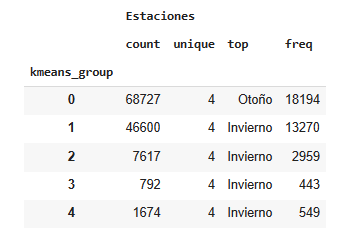 Estaciones
count unique top freq
kmeans_group
0 68727 4 Otoño 18194
1 46600 4 Invierno 13270
2 7617 4 Invierno 2959
3 792 4 Invierno 443
4 1674 4 Invierno 549